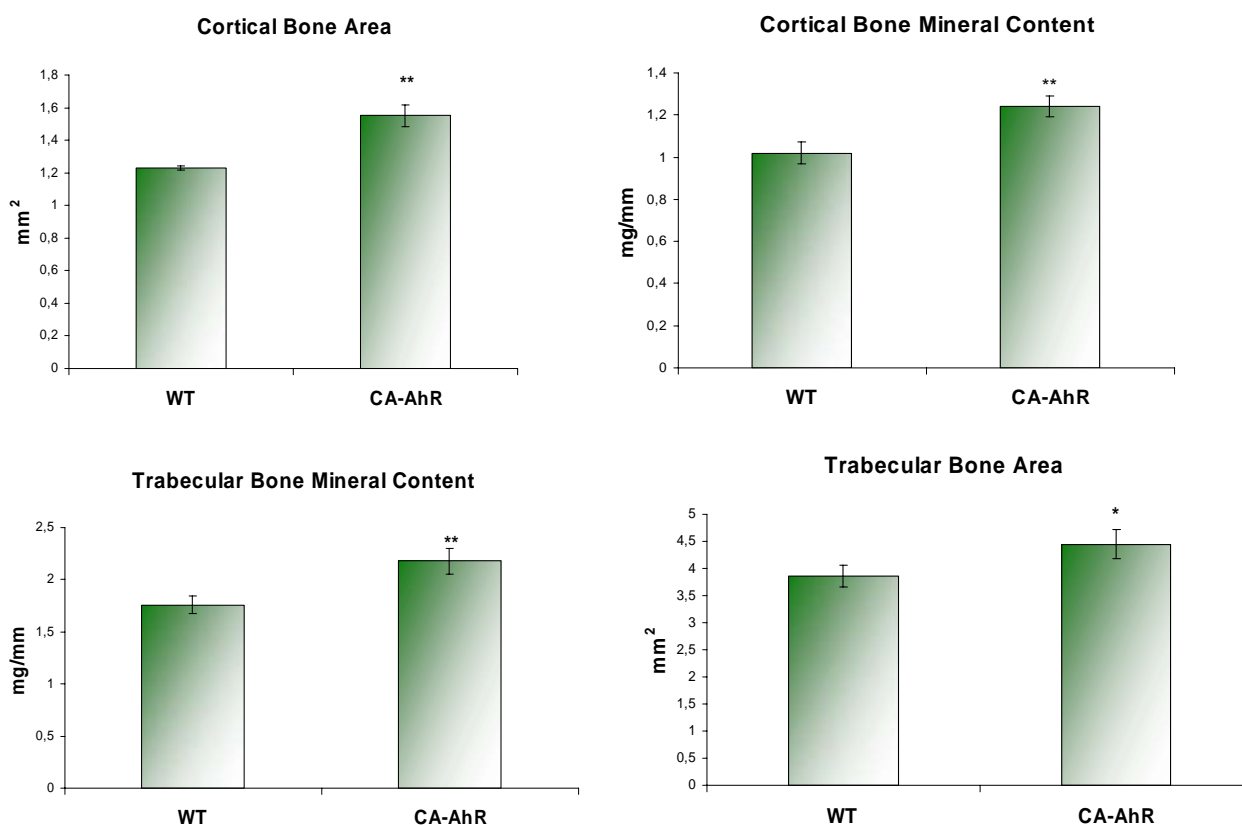 Cortical Bone Area
1,8
1,6
1,4
1,2
1
0,8
0,6
0,4
0,2
0
mm²
**
WT
CA-AhR
Cortical Bone Mineral Content
1,4
1,2
1
0,8
0,6
0,4
0,2
0
mg/mm
**
WT
CA-AhR
Trabecular Bone Mineral Content
2,5
2
1,5
1
0,5
0
mg/mm
**
WT
CA-AhR
Trabecular Bone Area
5
4,5
4
3,5
3
2,5
2
1,5
1
0,5
0
mm²
*
WT
CA-AhR